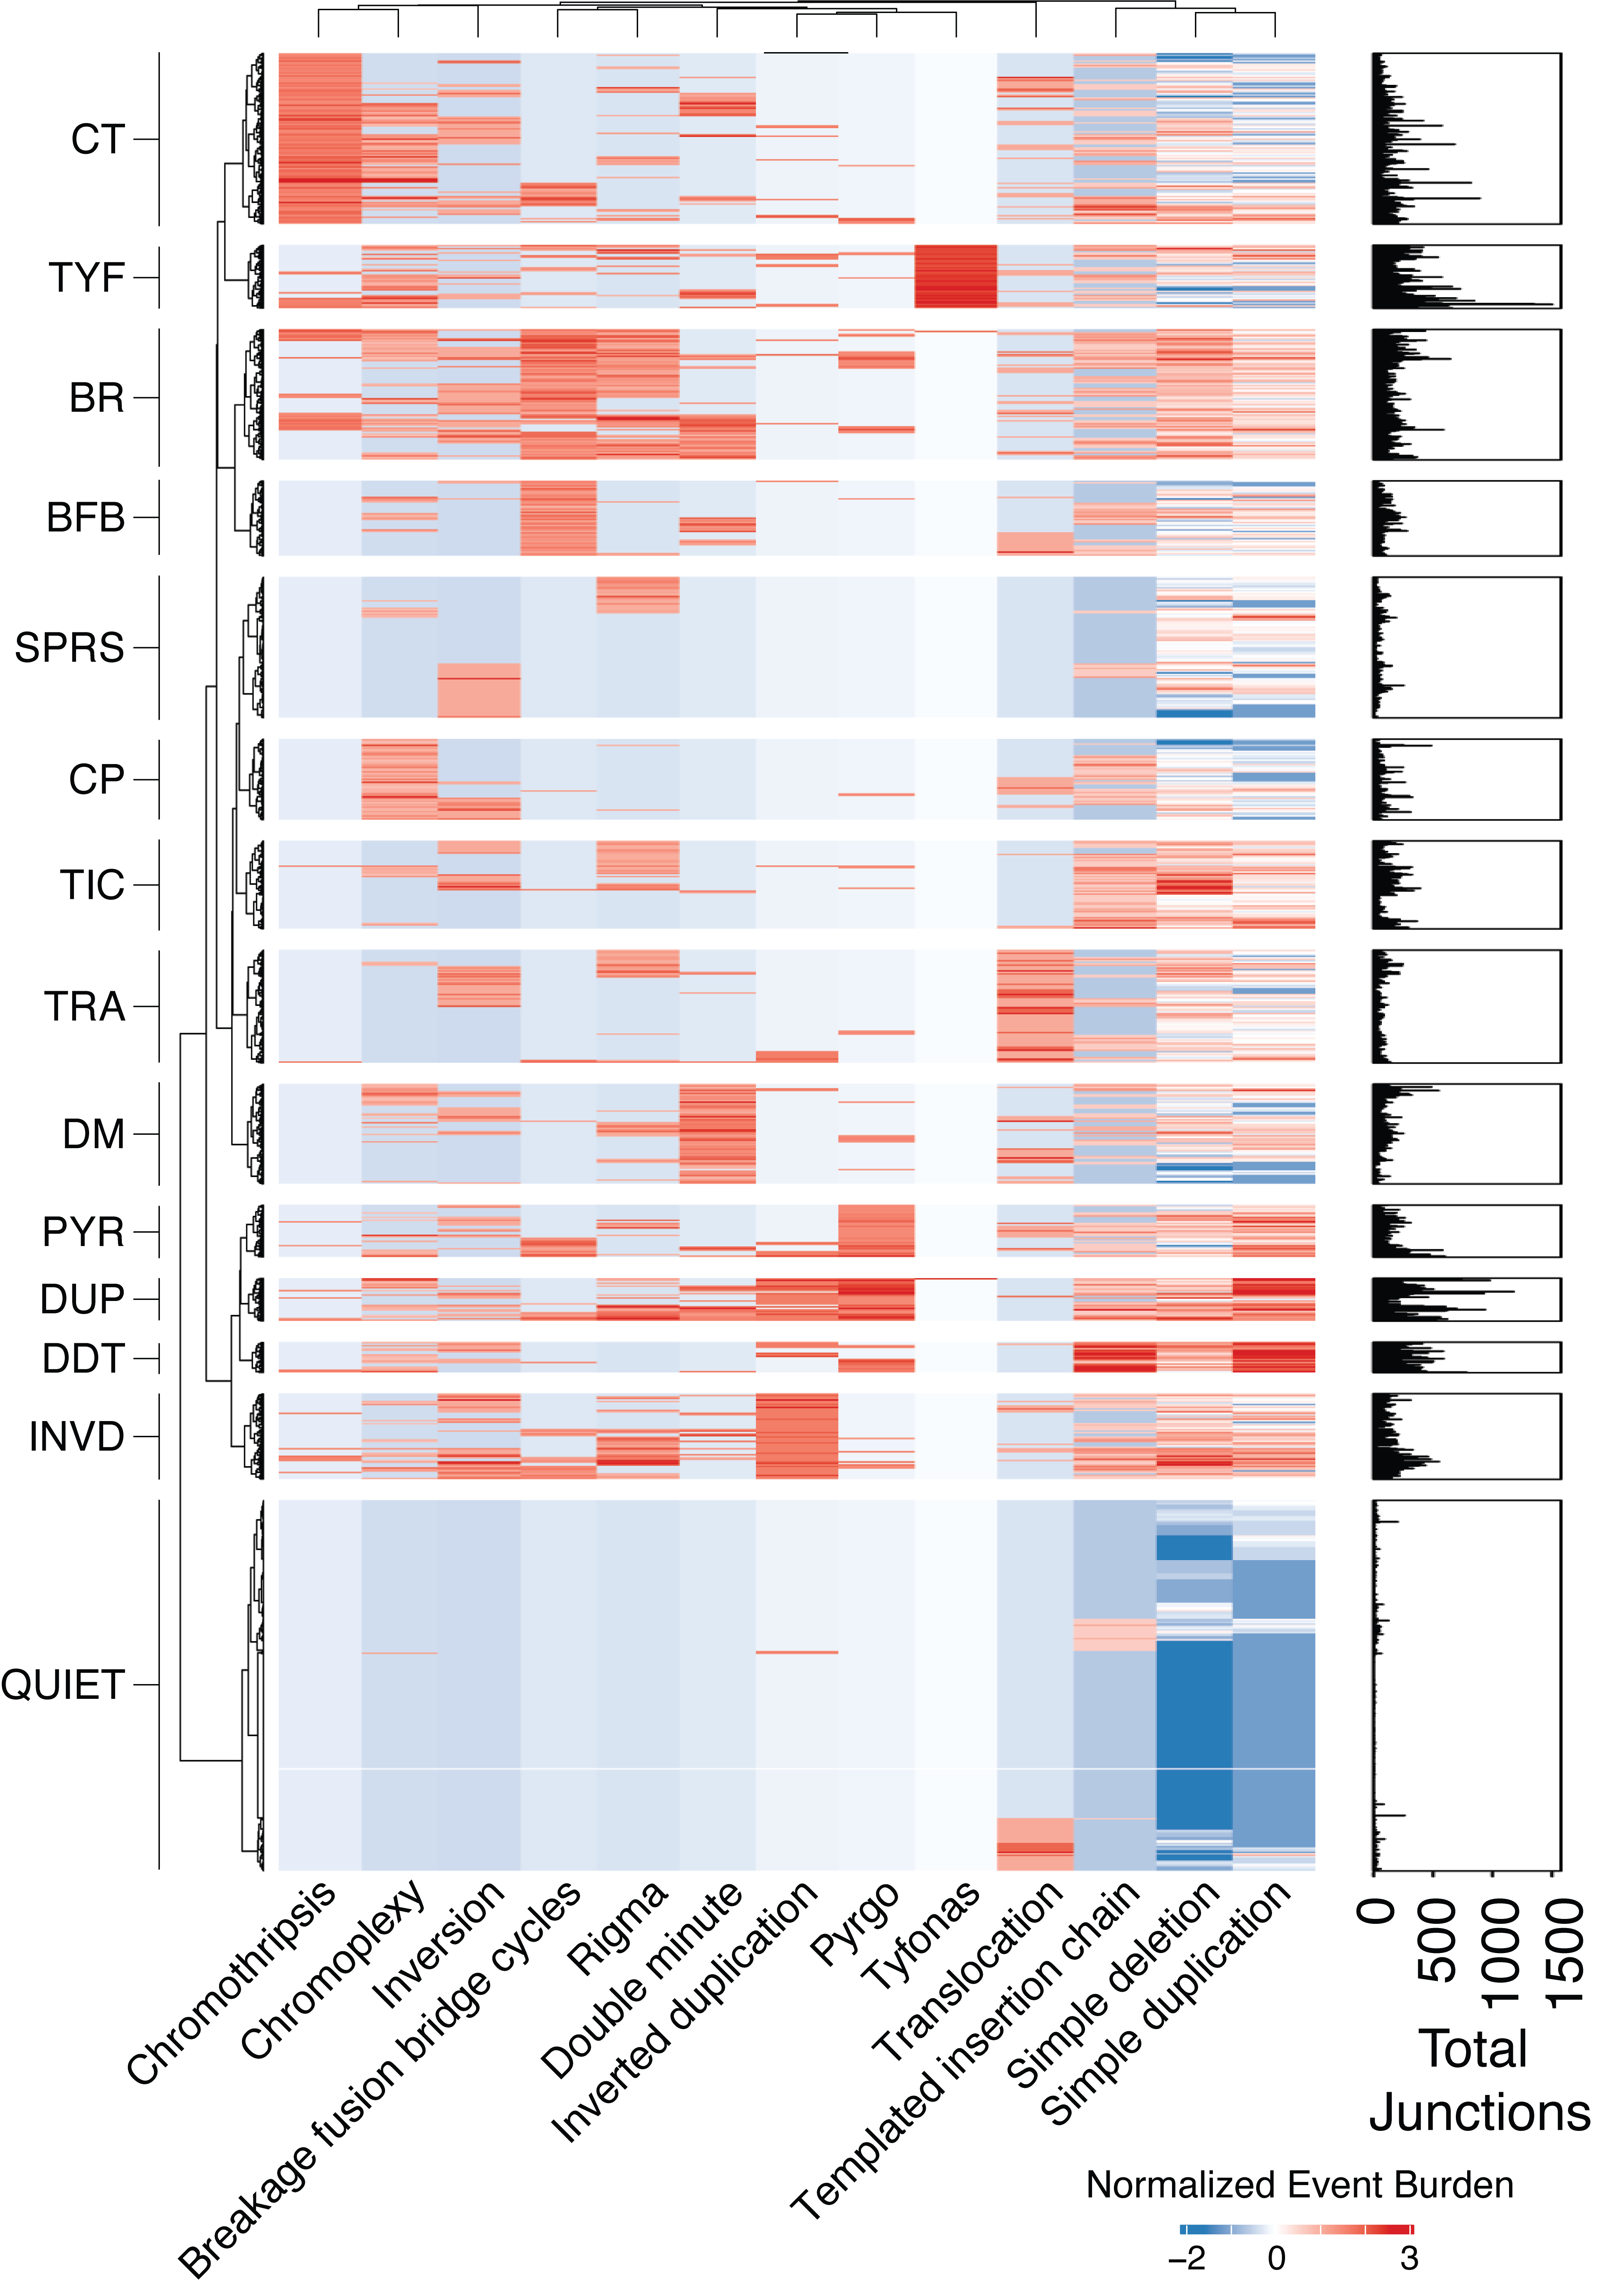 CT
TYF
BR
BFB
SPRS
CP
TIC
TRA
DM
PYR
DUP
DDT
INVD
QUIET
Chromothripsis
Chromoplexy
Inversion
Breakage fusion bridge cycles
Rigma
Double minute
Inverted duplication
Pyrgo
Tyfonas
Translocation
Templated insertion chain
Simple deletion
Simple duplication
0
500
1000
1500
Total
Junctions
Normalized Event Burden
−2 0 3